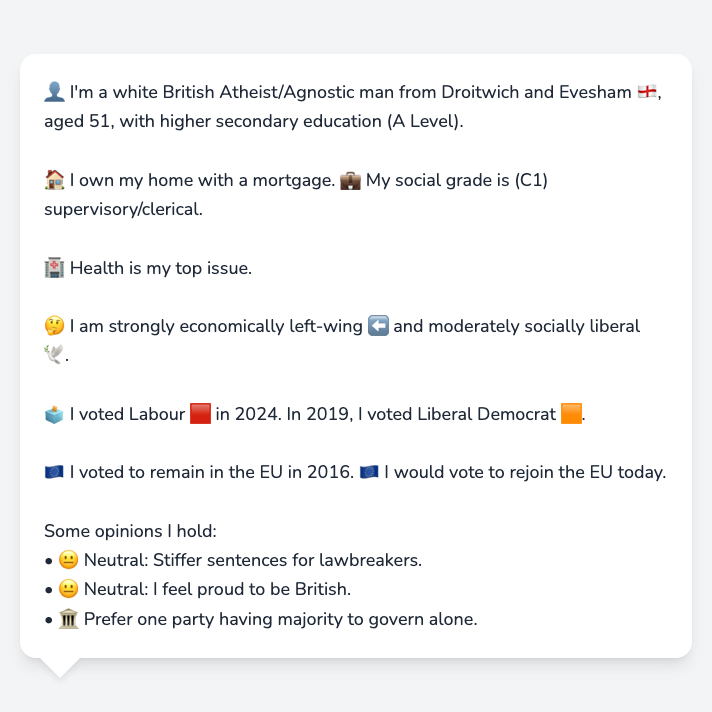 👤 I'm a white British Atheist/Agnostic man from Droitwich and Evesham 🏴󠁧󠁢󠁥󠁮󠁧󠁿,
aged 51, with higher secondary education (A Level).
🏠 I own my home with a mortgage. 💼 My social grade is (C1)
supervisory/clerical.
🏥 Health is my top issue.
🤔 I am strongly economically left-wing ⬅️ and moderately socially liberal
🕊️.
🗳️ I voted Labour 🟥 in 2024. In 2019, I voted Liberal Democrat 🟧.
🇪🇺 I voted to remain in the EU in 2016. 🇪🇺 I would vote to rejoin the EU today.
Some opinions I hold:
• 😐 Neutral: Stiffer sentences for lawbreakers.
• 😐 Neutral: I feel proud to be British.
• 🏛️ Prefer one party having majority to govern alone.